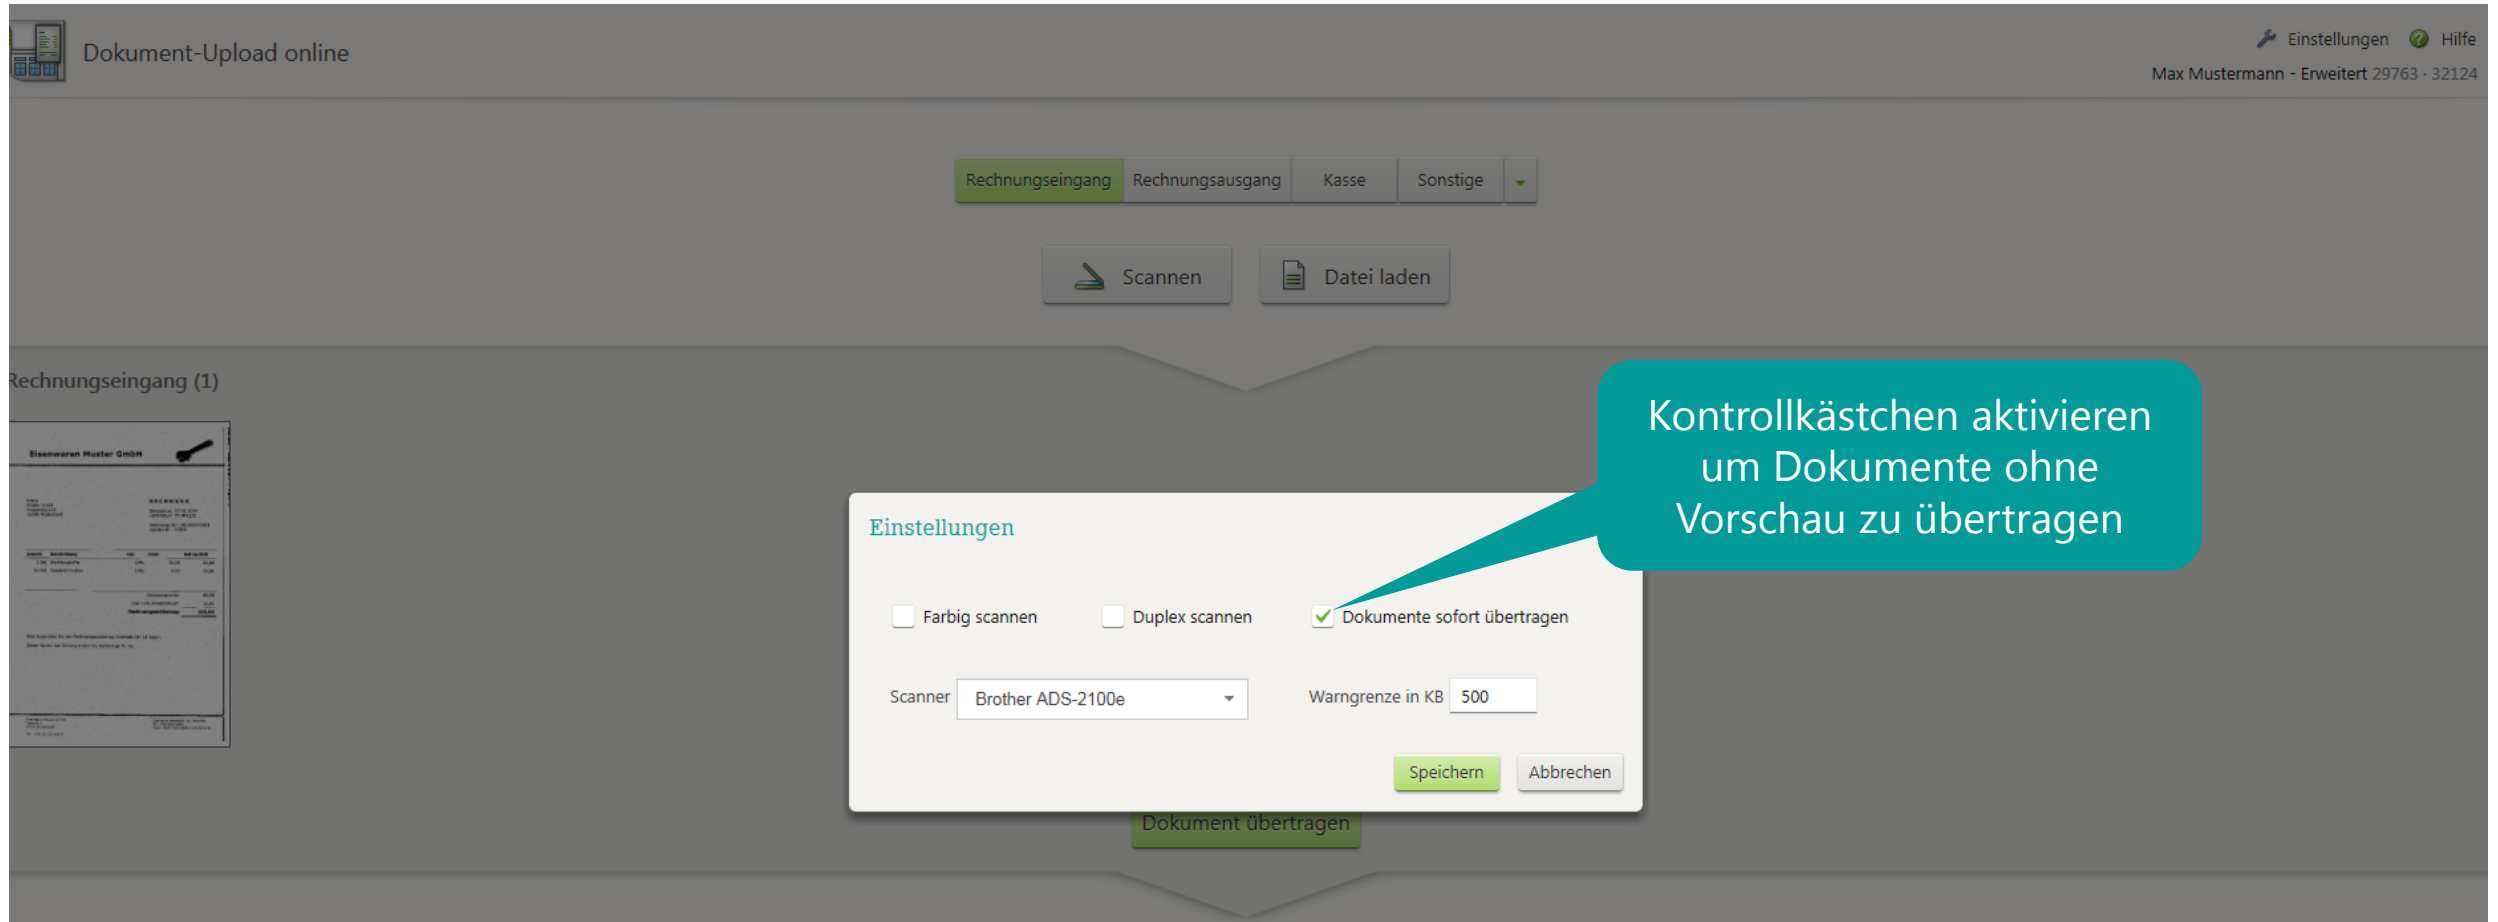 Dokument-Upload online
Einstellungen Hilfe
Max Mustermann - Erweitert 29763 · 32124
Rechnungseingang Rechnungsausgang Kasse Sonstige
Scannen Datei laden
Rechnungseingang (1)
Eisenwaren Muster GmbH
RECHNUNG
Kontrollkästchen aktivieren
um Dokumente ohne
Vorschau zu übertragen
Einstellungen
Farbig scannen Duplex scannen Dokumente sofort übertragen
Scanner Brother ADS-2100e Warngrenze in KB 500
Speichern Abbrechen
Dokument übertragen